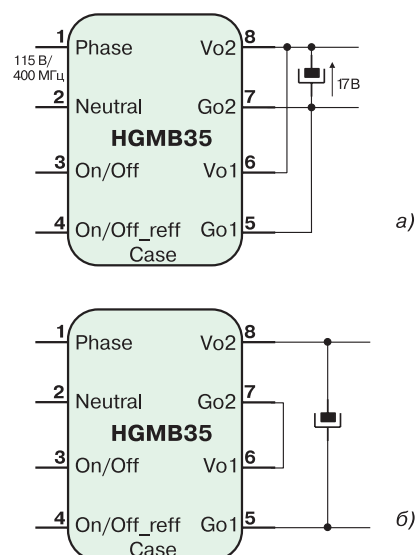 1 Phase Vo2 8
115 В/
400 МГц
17В
2 Neutral Go2 7
HGMB35
3 On/Off Vo1 6
4 On/Off_reff Go1 5
Case
а)
1 Phase Vo2 8
2 Neutral Go2 7
HGMB35
3 On/Off Vo1 6
4 On/Off_reff Go1 5
Case
б)